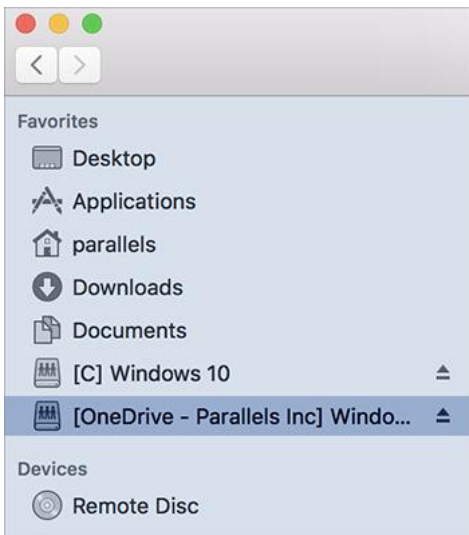 Favorites
Desktop
Applications
parallels
Downloads
Documents
[C] Windows 10
[OneDrive - Parallels Inc] Windo...
Devices
Remote Disc